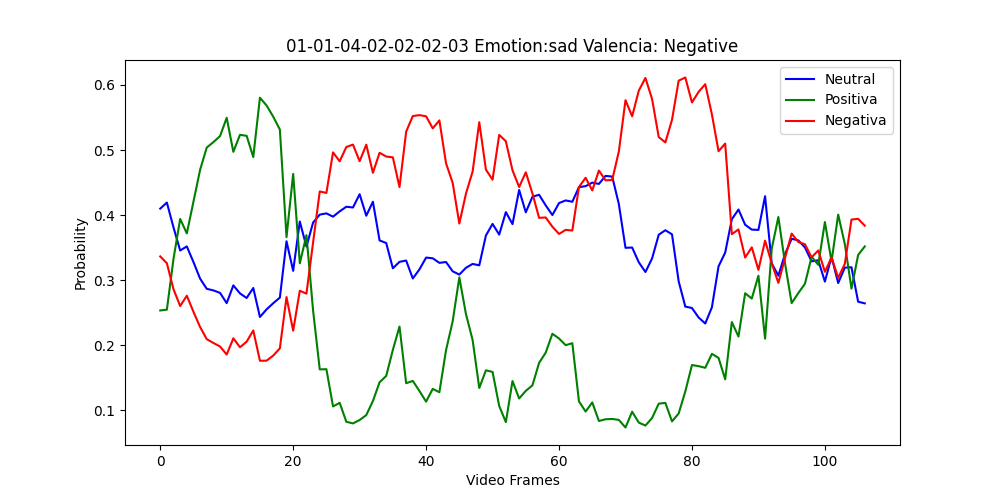 01-01-04-02-02-02-03 Emotion:sad Valencia: Negative
Neutral
Positiva
Negativa
Probability
0.6
0.5
0.4
0.3
0.2
0.1
0
20
40
60
80
100
Video Frames